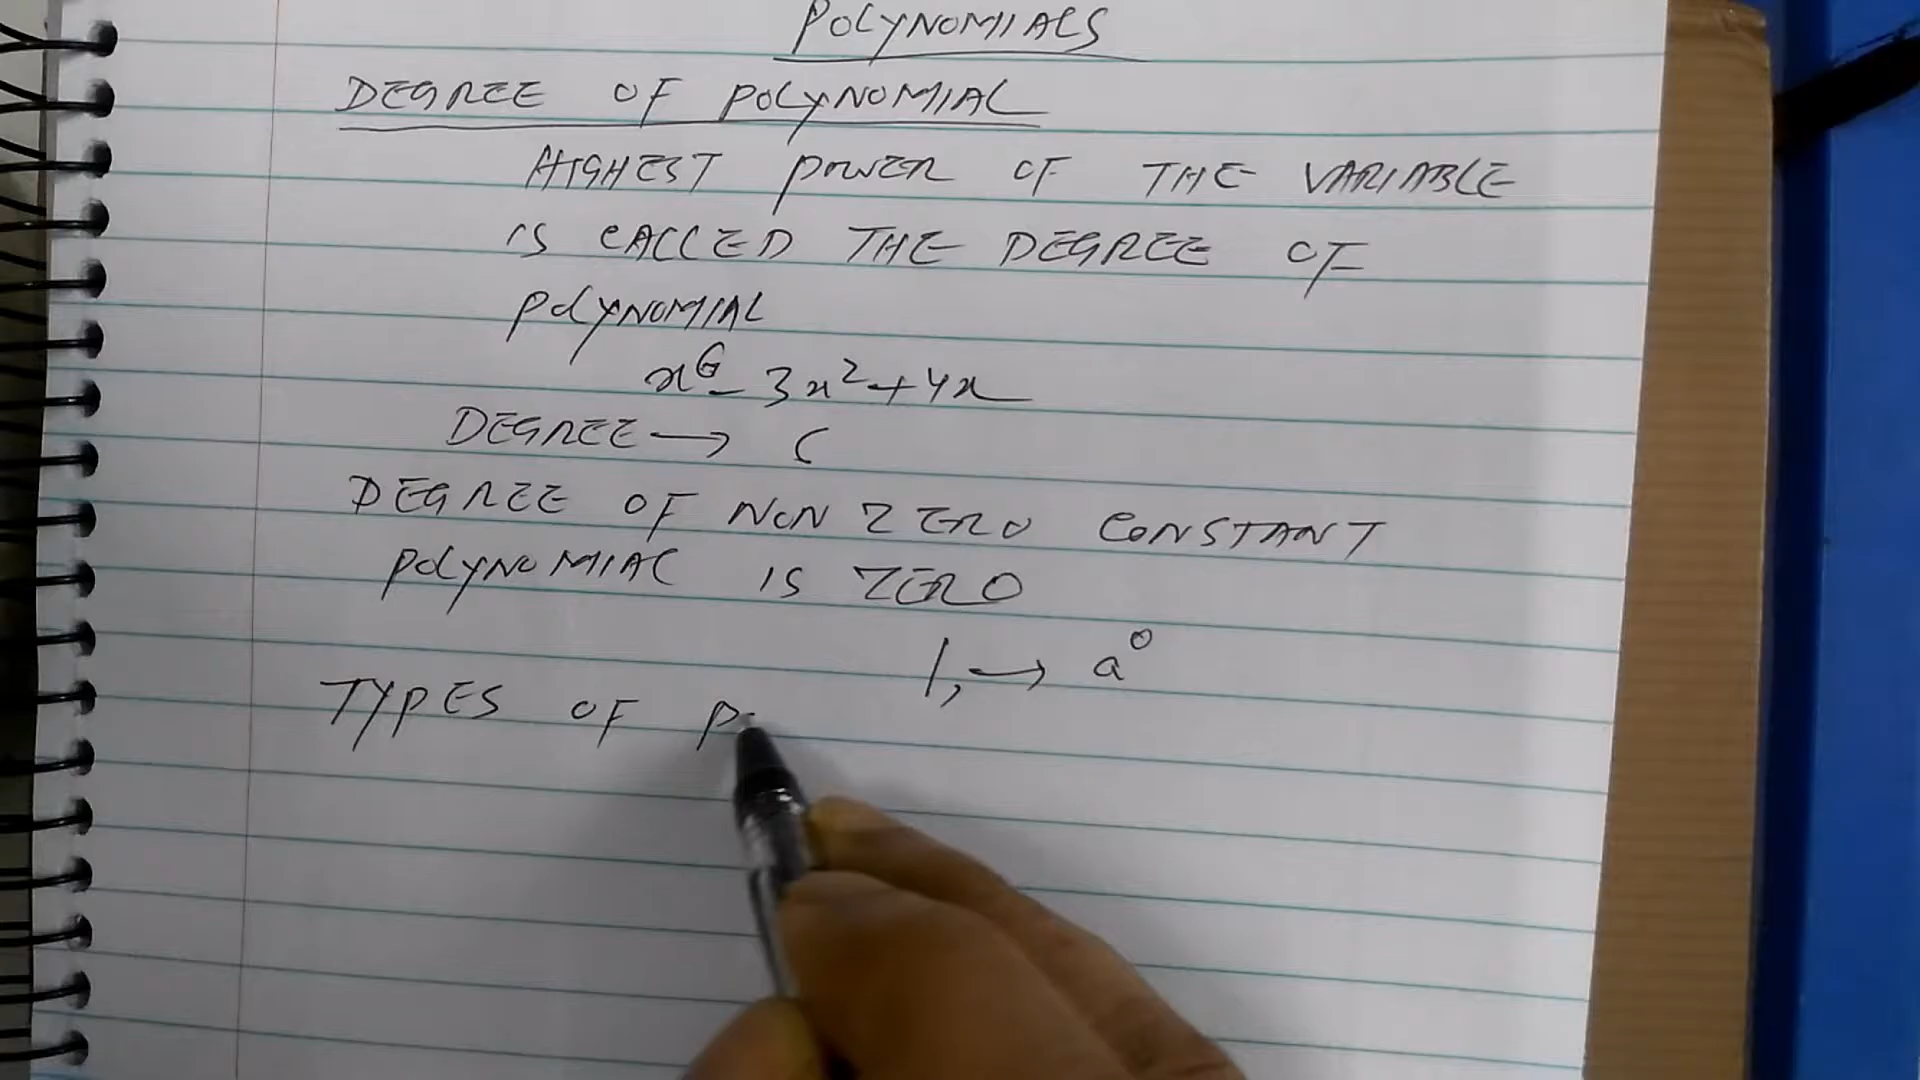 POLYNOMIALS
DEGREE OF POLYNOMIAL
HIGHEST POWER OF THE VARIABLE
IS CALLED THE DEGREE OF
POLYNOMIAL
x⁶ - 3x² + 4x
DEGREE → 6
DEGREE OF NON ZERO CONSTANT
POLYNOMIAL IS ZERO
1, → a⁰
TYPES OF P